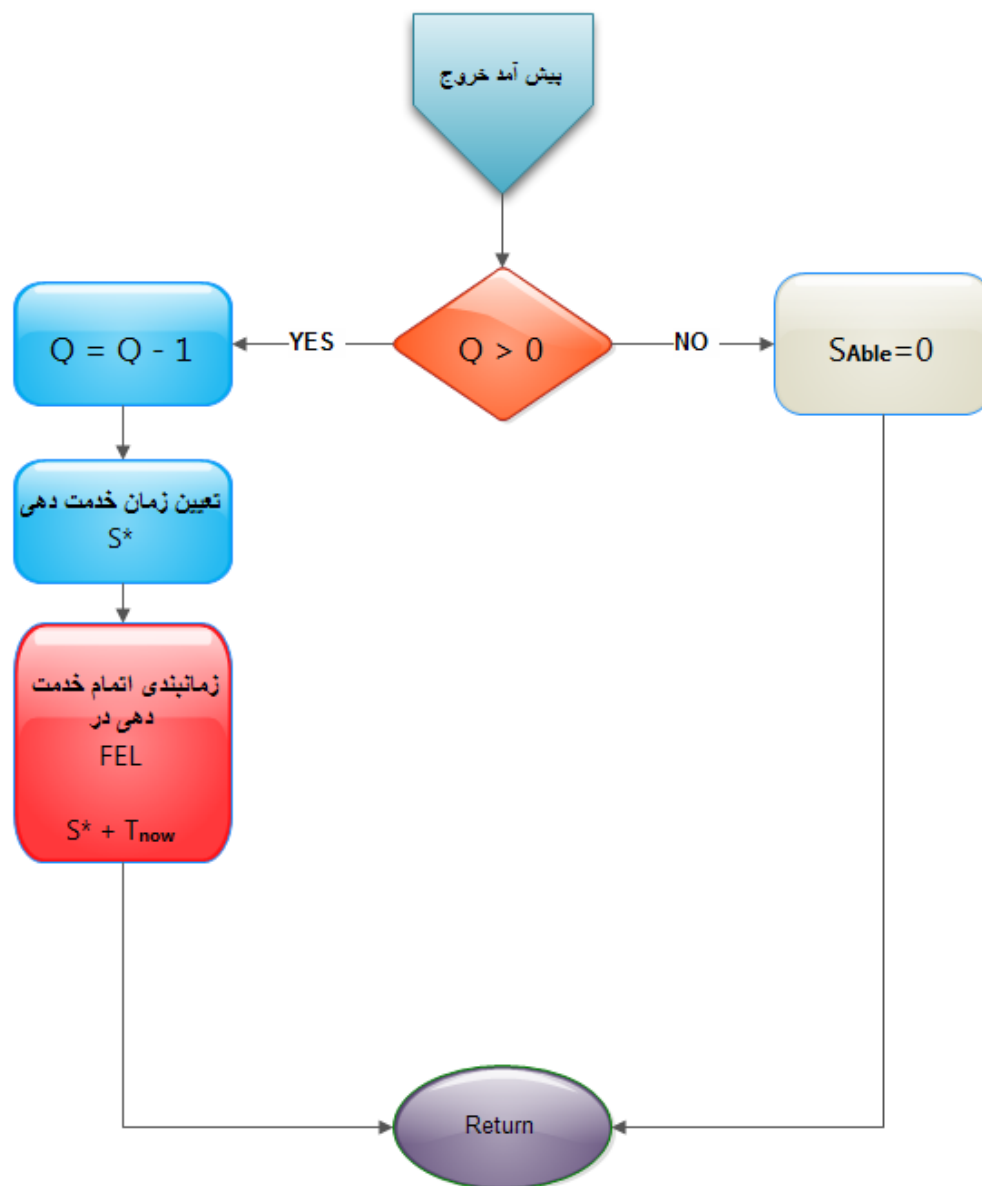 پیش آمد خروج
Q = Q - 1
YES
Q > 0
NO
SAble=0
تعیین زمان خدمت دهی
S*
زمانبندی اتمام خدمت
دهی در
FEL
S* + Tnow
Return